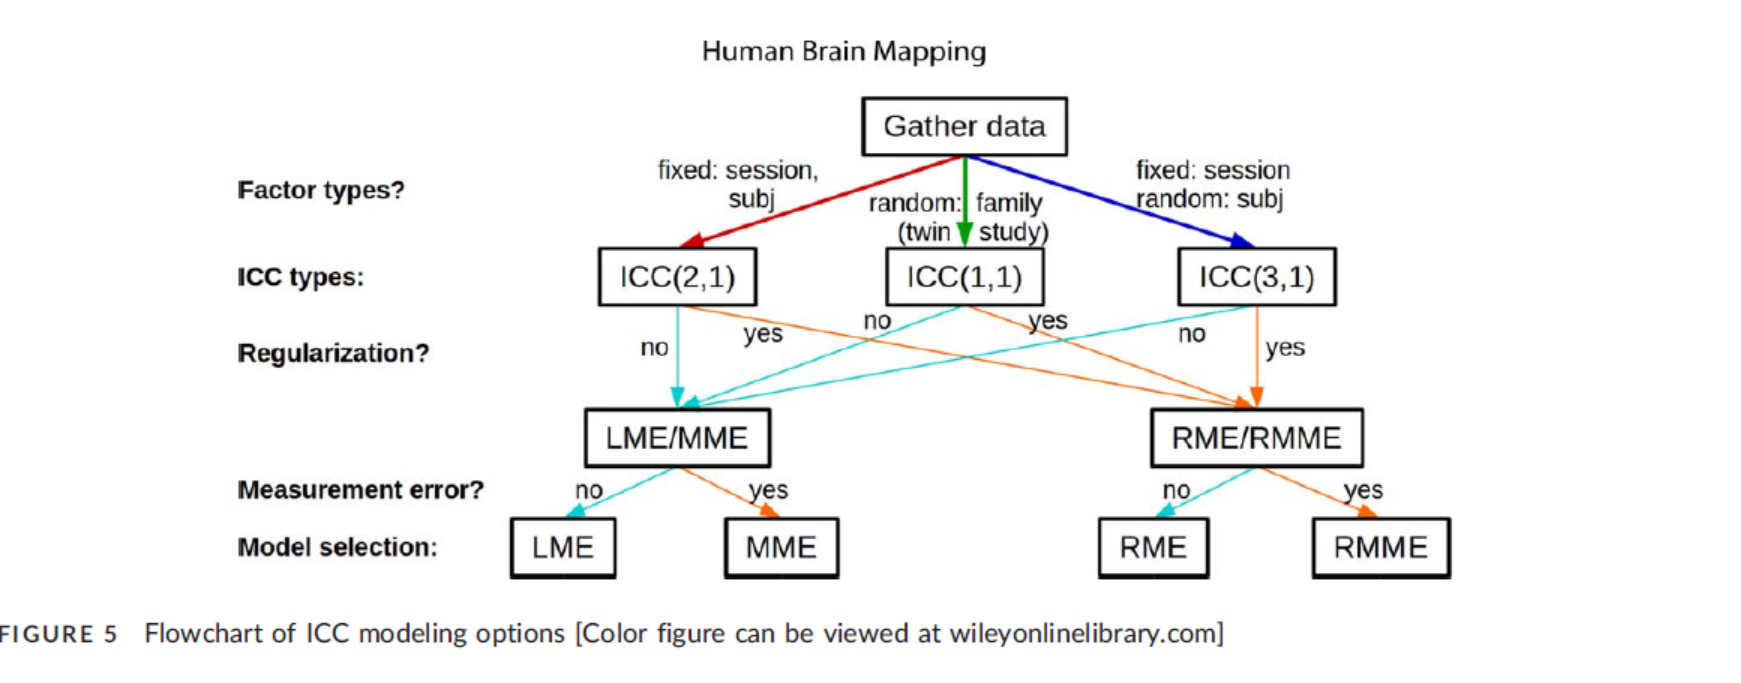 Human Brain Mapping
Gather data
Factor types?
fixed: session,
subj
random: family
(twin study)
fixed: session
random: subj
ICC types:
ICC(2,1)
ICC(1,1)
ICC(3,1)
Regularization?
no
yes
no
yes
no
yes
LME/MME
RME/RMME
Measurement error?
no
yes
no
yes
Model selection:
LME
MME
RME
RMME
FIGURE 5 Flowchart of ICC modeling options [Color figure can be viewed at wileyonlinelibrary.com]